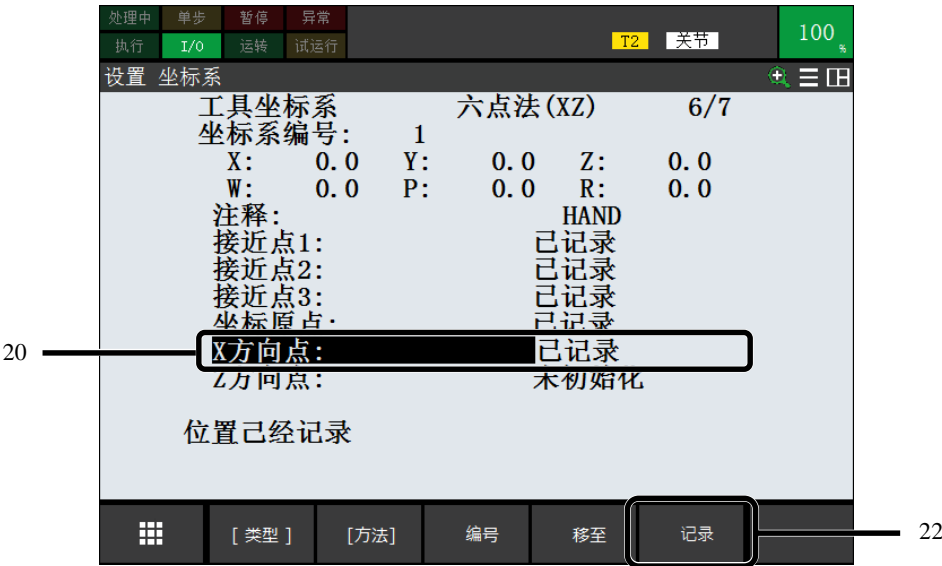 处理中 单步 暂停 异常
执行 I/O 运转 试运行 T2 关节 100 %
设置 坐标系
工具坐标系 六点法(XZ) 6/7
坐标系编号: 1
X: 0.0 Y: 0.0 Z: 0.0
W: 0.0 P: 0.0 R: 0.0
注释: HAND
接近点1: 已记录
接近点2: 已记录
接近点3: 已记录
坐标原点: 已记录
20 X方向点: 已记录
Z方向点: 未初始化
位置己经记录
[ 类型 ] [方法] 编号 移至 记录 22